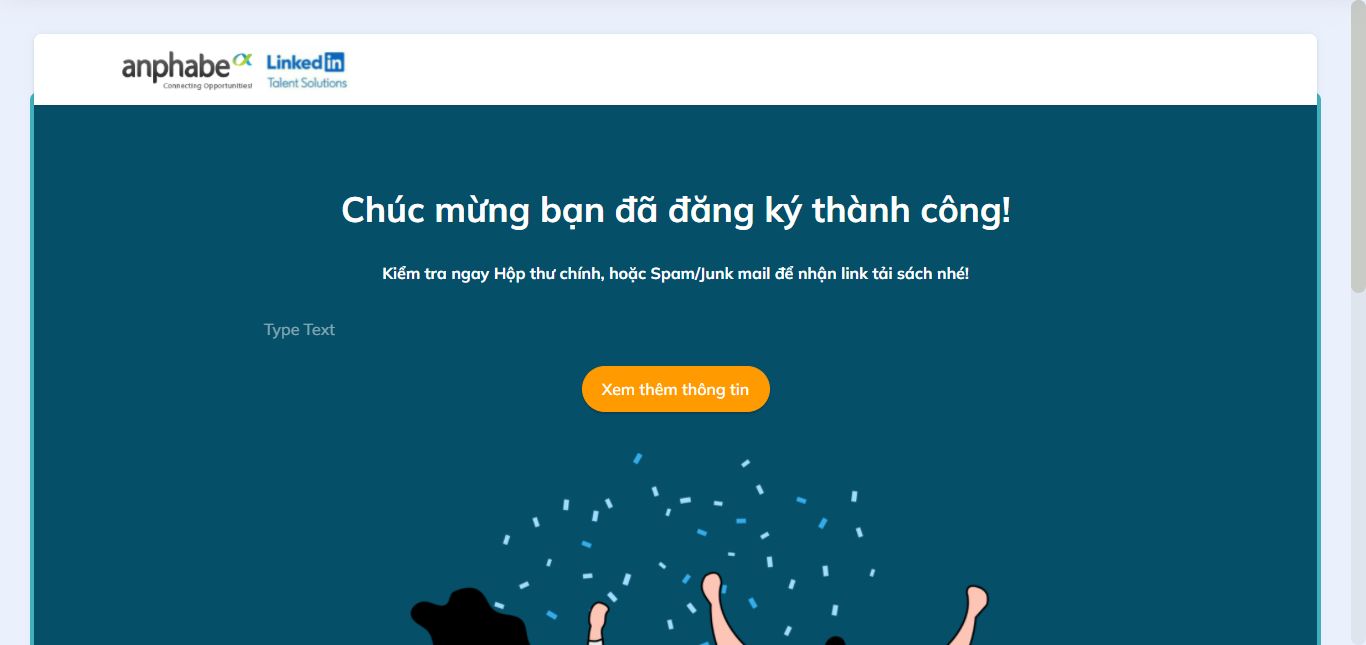 anphabe
Connecting Opportunities!
Linked in
Talent Solutions
Chúc mừng bạn đã đăng ký thành công!
Kiểm tra ngay Hộp thư chính, hoặc Spam/Junk mail để nhận link tải sách nhé!
Type Text
Xem thêm thông tin